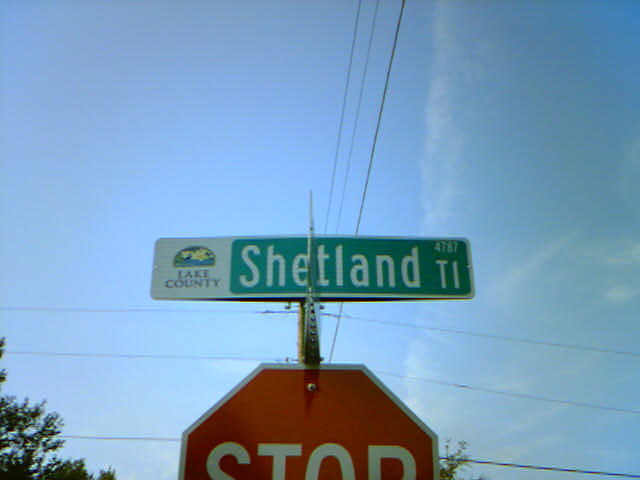 LAKE
COUNTY
Shetland Tl
4787
STOP